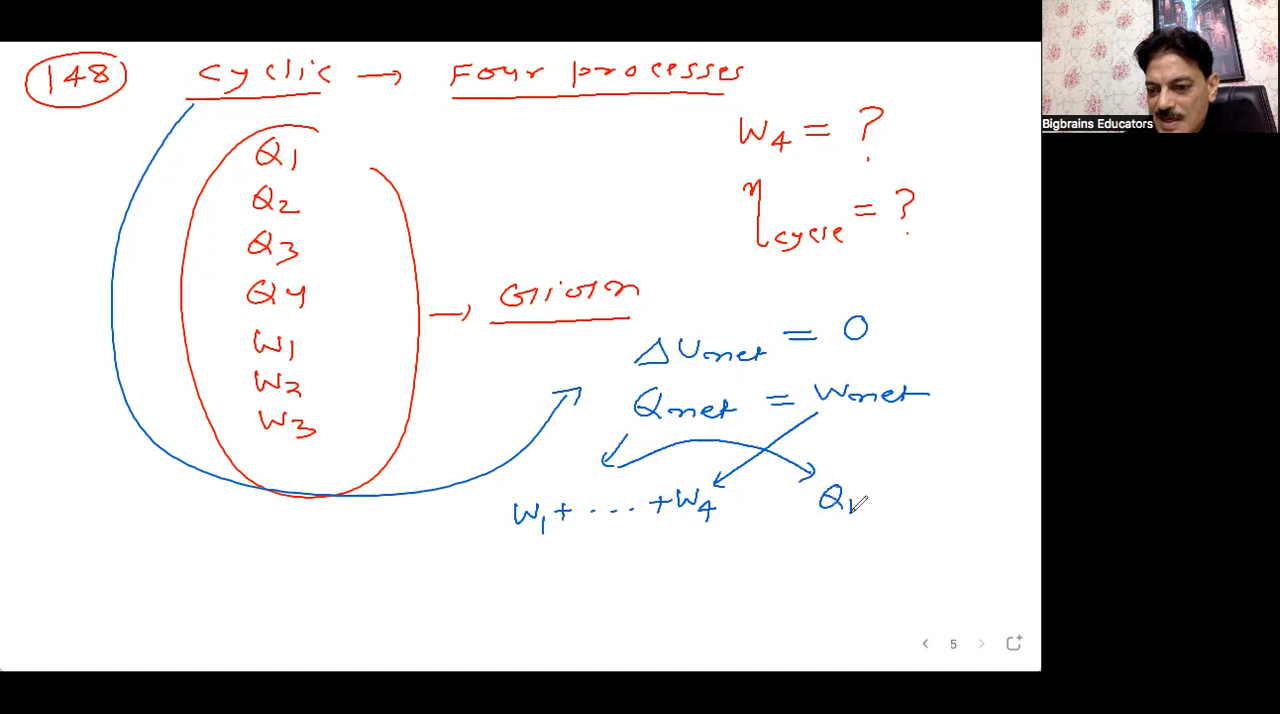 148 cyclic → Four processes
Q1
Q2
Q3
Q4
W1
W2
W3
W4 = ?
η cycle = ?
→ Given
ΔUnet = 0
Qnet = Wnet
W1 + ... + W4
Q1
Bigbrains Educators
5